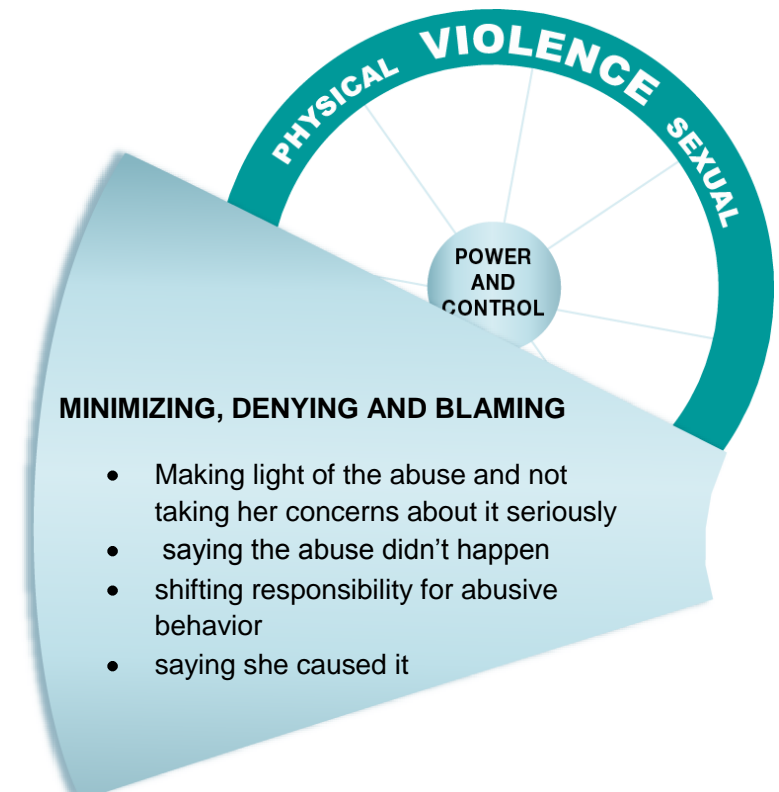 PHYSICAL VIOLENCE SEXUAL
POWER
AND
CONTROL
MINIMIZING, DENYING AND BLAMING
• Making light of the abuse and not
taking her concerns about it seriously
• saying the abuse didn’t happen
• shifting responsibility for abusive
behavior
• saying she caused it